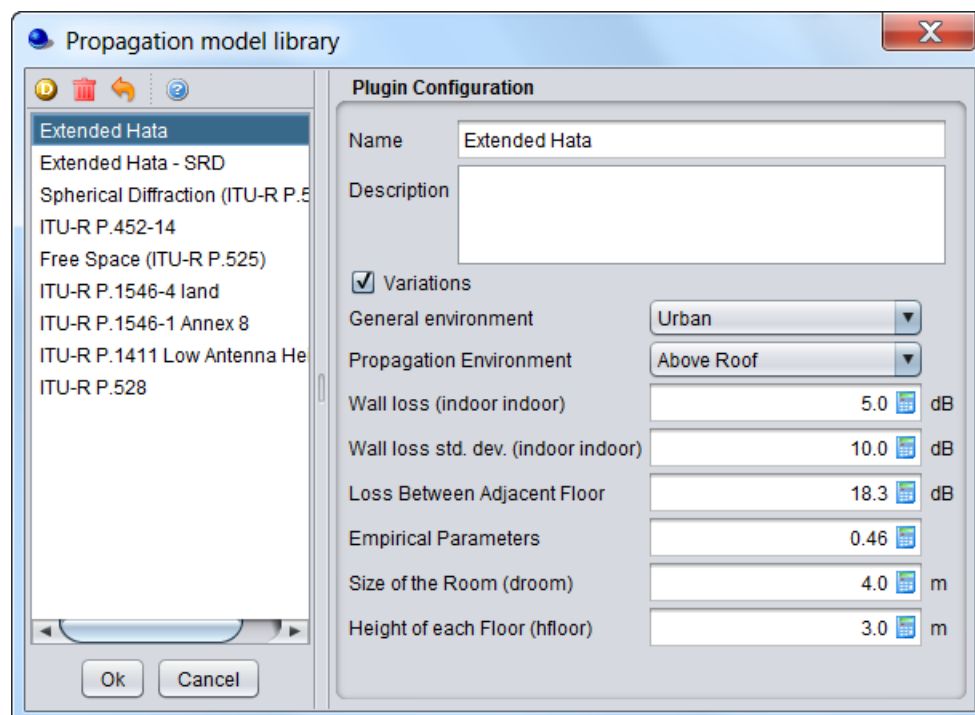 Propagation model library
Extended Hata
Extended Hata - SRD
Spherical Diffraction (ITU-R P.5
ITU-R P.452-14
Free Space (ITU-R P.525)
ITU-R P.1546-4 land
ITU-R P.1546-1 Annex 8
ITU-R P.1411 Low Antenna Hei
ITU-R P.528
Ok Cancel
Plugin Configuration
Name Extended Hata
Description
Variations
General environment Urban
Propagation Environment Above Roof
Wall loss (indoor indoor) 5.0 dB
Wall loss std. dev. (indoor indoor) 10.0 dB
Loss Between Adjacent Floor 18.3 dB
Empirical Parameters 0.46
Size of the Room (droom) 4.0 m
Height of each Floor (hfloor) 3.0 m